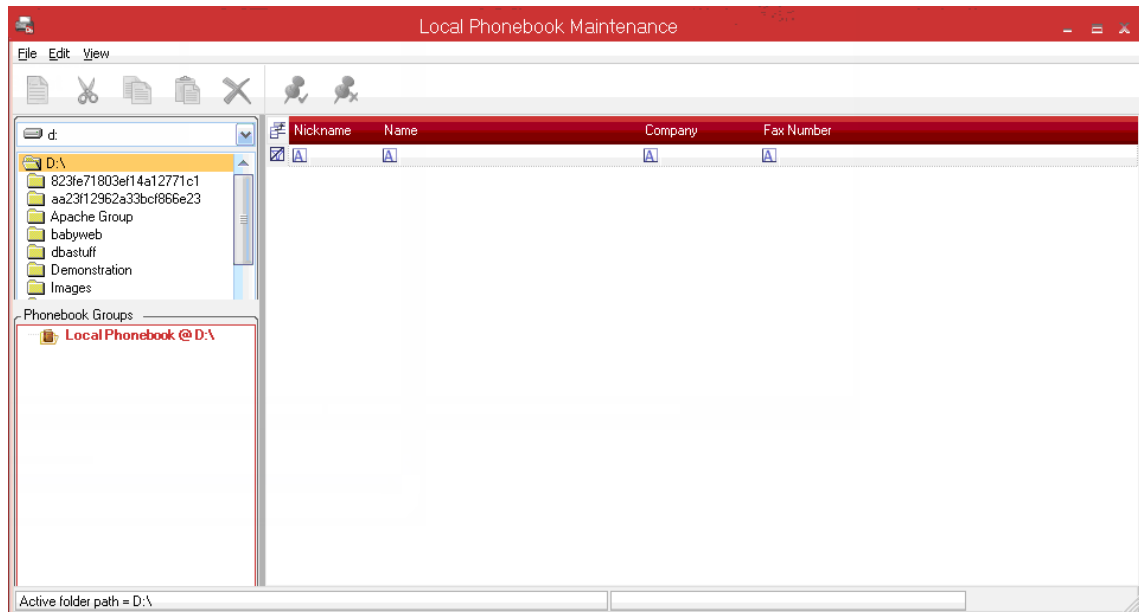 Local Phonebook Maintenance
File Edit View
d:
Nickname Name Company Fax Number
A A A A
D:\
823fe71803ef14a12771c1
aa23f12962a33bcf866e23
Apache Group
babyweb
dbastuff
Demonstration
Images
Phonebook Groups
Local Phonebook @ D:\
Active folder path = D:\